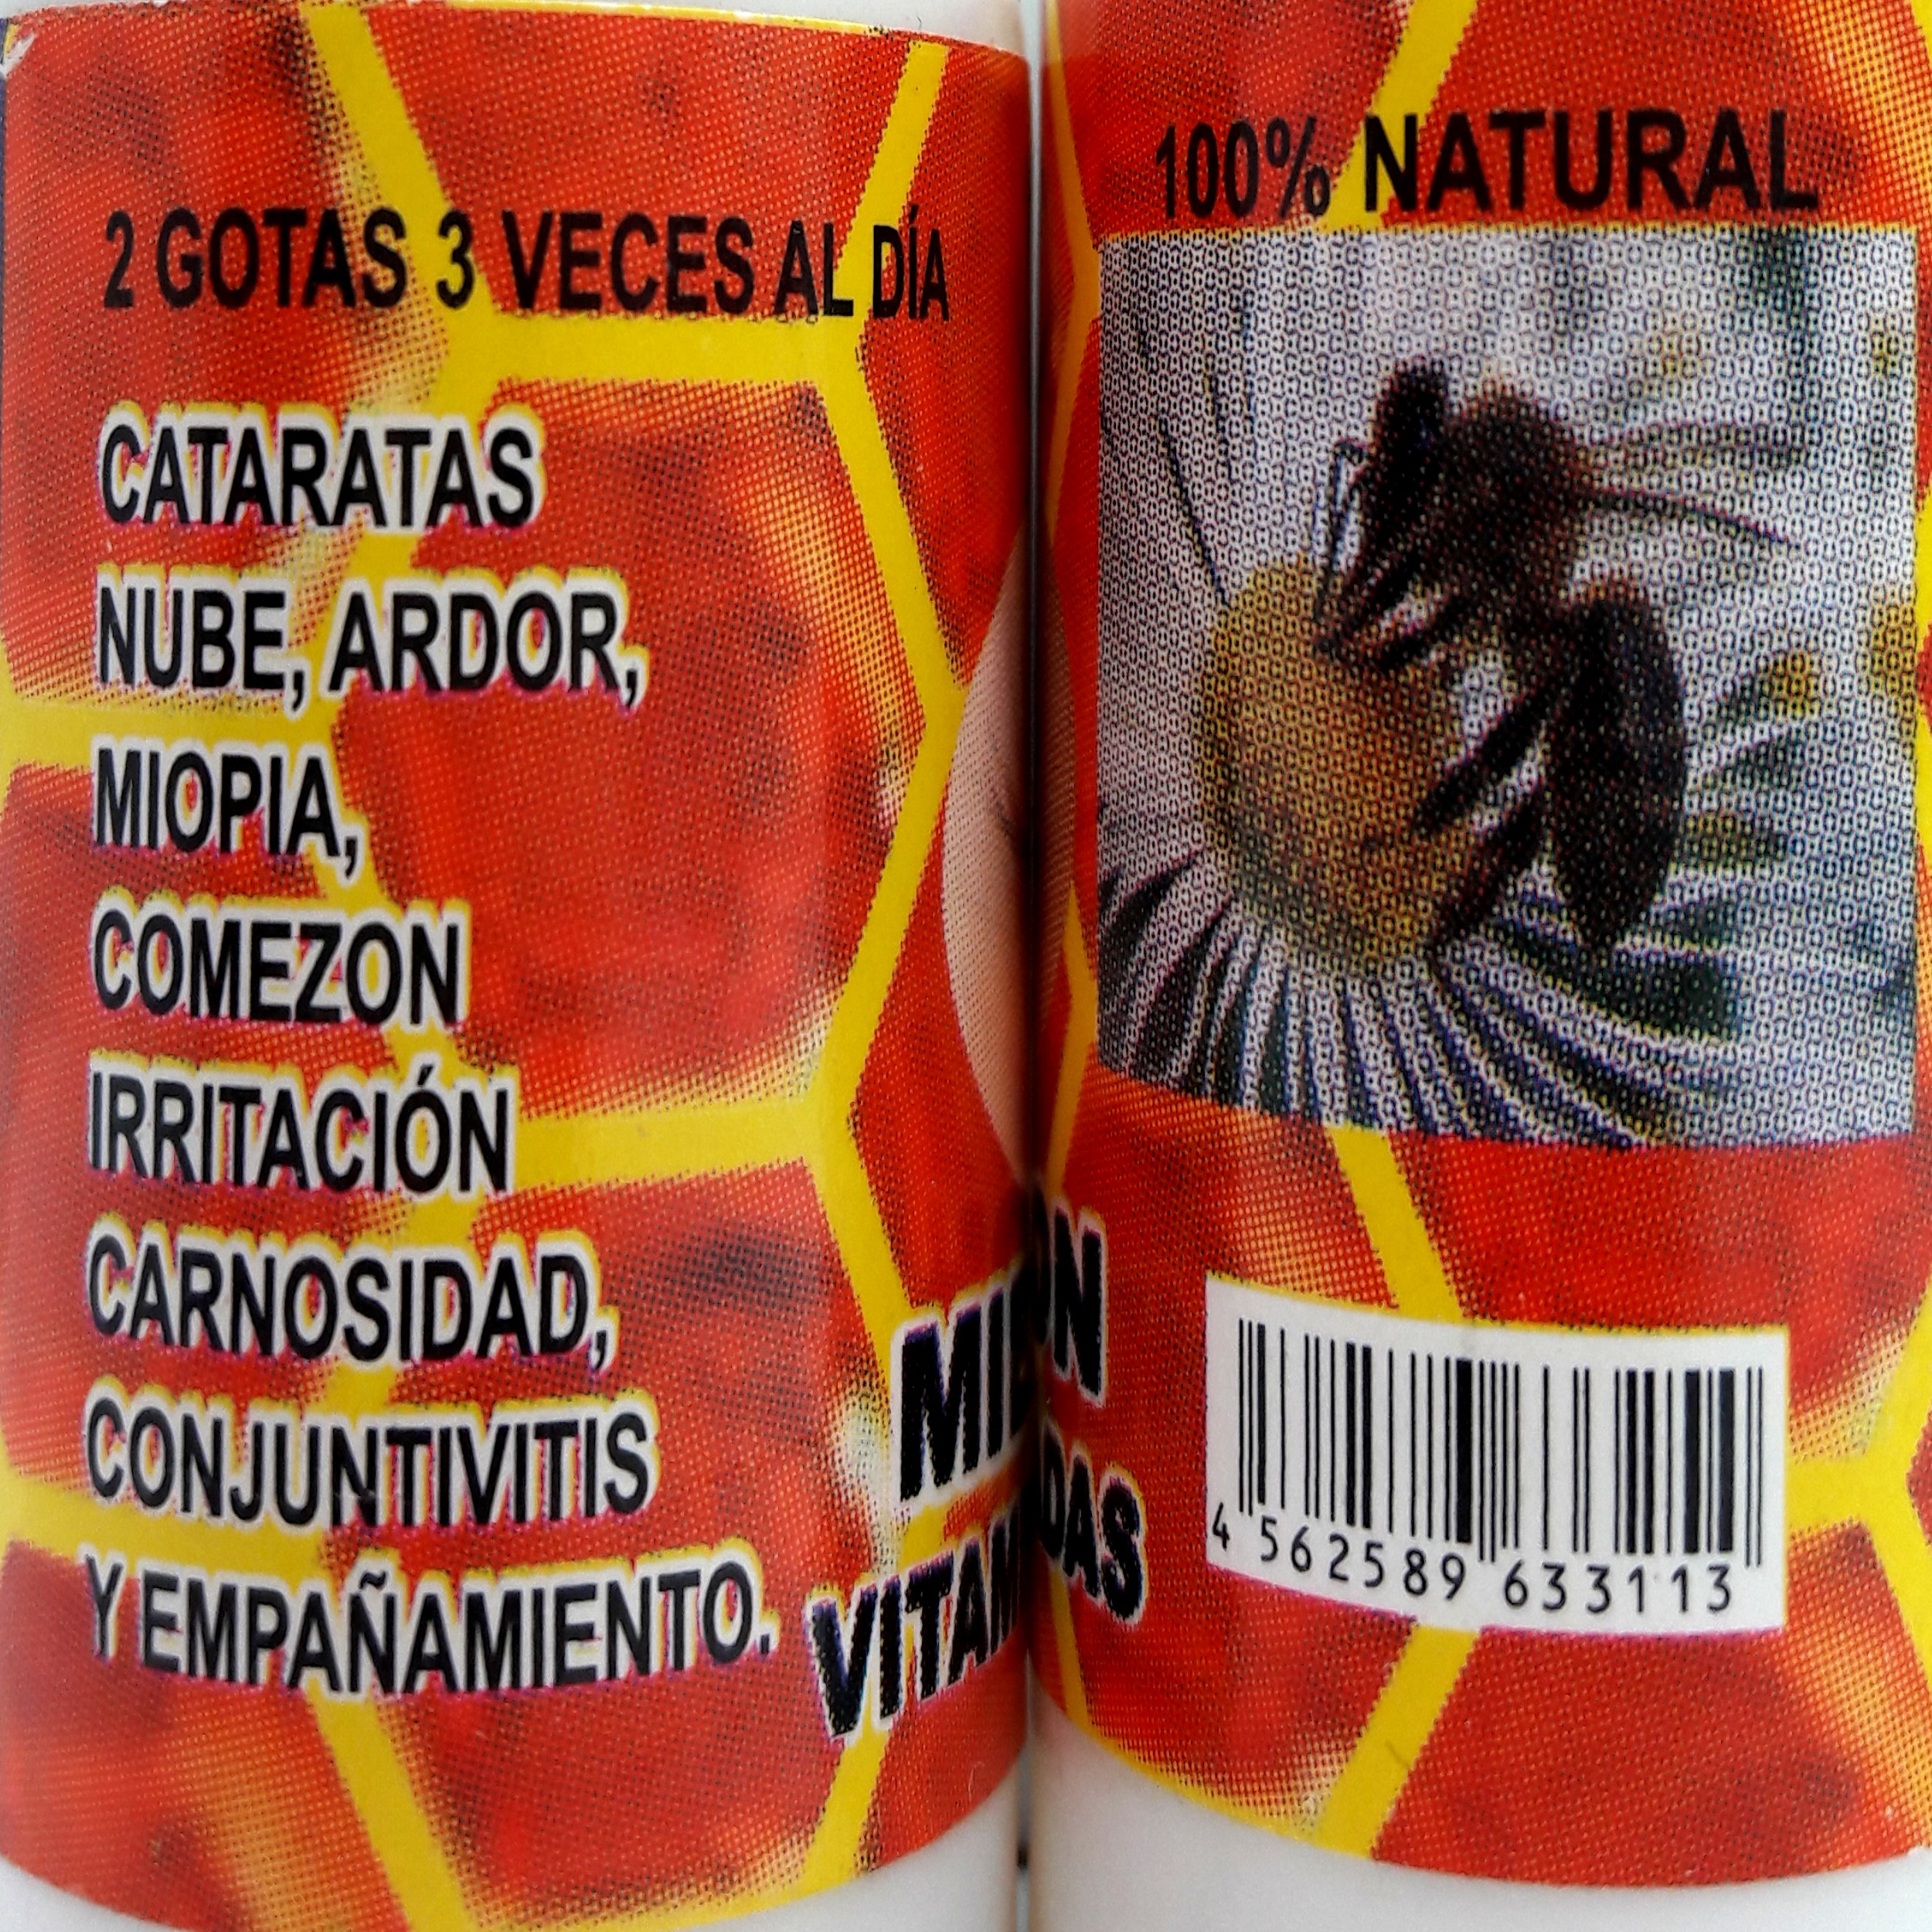 2 GOTAS 3 VECES AL DÍA
CATARATAS
NUBE, ARDOR,
MIOPIA,
COMEZON
IRRITACIÓN
CARNOSIDAD,
CONJUNTIVITIS
Y EMPAÑAMIENTO.
100% NATURAL
4 562589 633113